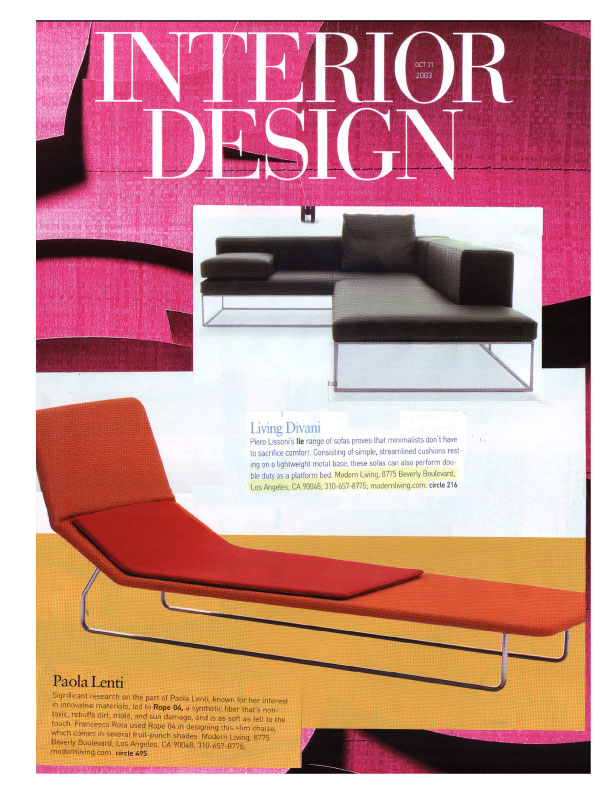 INTERIOR
OCT 31
2003
DESIGN
Living Divani
Piero Lissoni's Ile range of sofas proves that minimalists don't have
to sacrifice comfort. Consisting of simple, streamlined cushions rest-
ing on a lightweight metal base, these sofas can also perform dou-
ble duty as a platform bed. Modern Living, 8775 Beverly Boulevard,
Los Angeles, CA 90048; 310-657-8775; modernliving.com. circle 216
Paola Lenti
Significant research on the part of Paola Lenti, known for her interest
in innovative materials, led to Rope 04, a synthetic fiber that's non-
toxic, rebuffs dirt, mold, and sun damage, and is as soft as felt to the
touch. Francesco Rota used Rope 04 in designing this slim chaise,
which comes in several fruit-punch shades. Modern Living, 8775
Beverly Boulevard, Los Angeles, CA 90048; 310-657-8775;
modernliving.com. circle 495